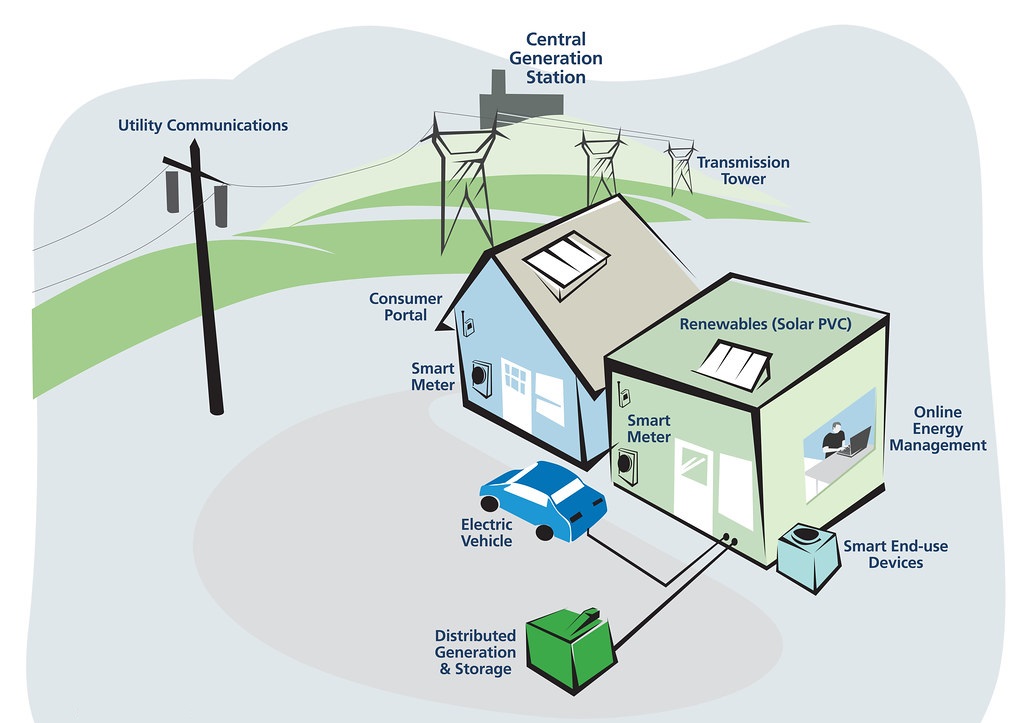 Central
Generation
Station
Utility Communications
Transmission
Tower
Consumer
Portal
Renewables (Solar PVC)
Smart
Meter
Smart
Meter
Online
Energy
Management
Electric
Vehicle
Smart End-use
Devices
Distributed
Generation
& Storage